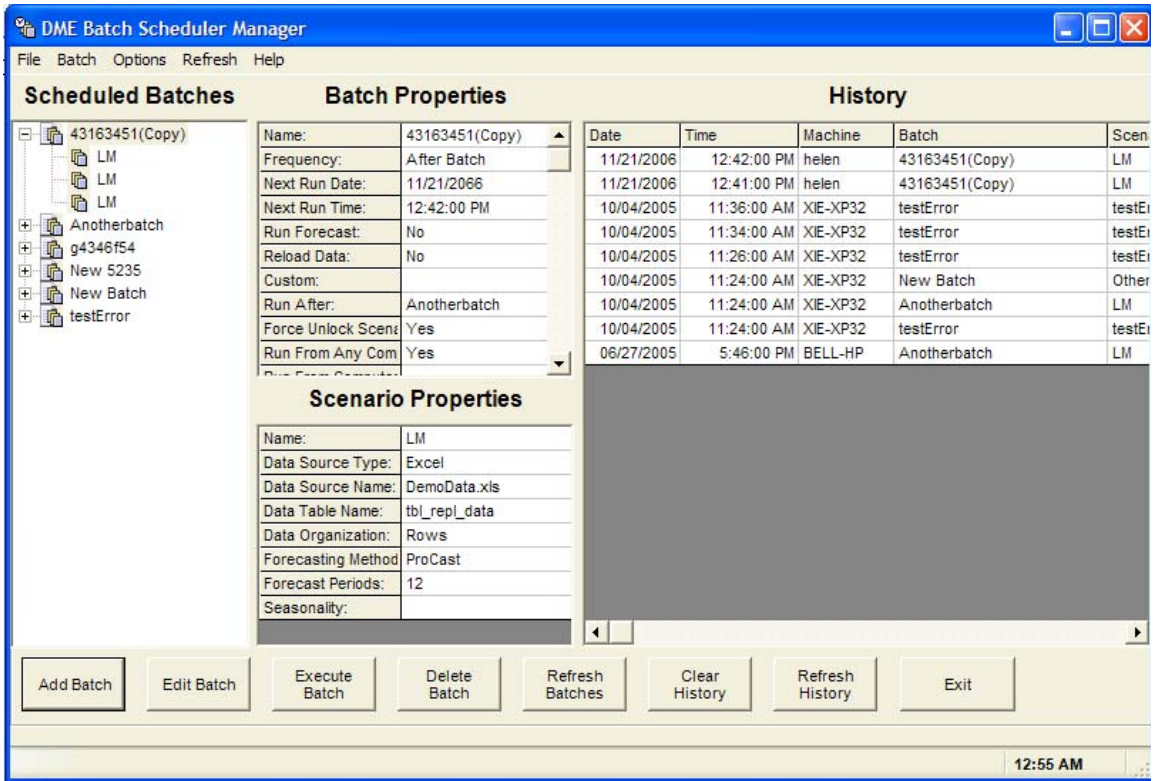 DME Batch Scheduler Manager
File Batch Options Refresh Help
Scheduled Batches
43163451(Copy)
LM
LM
LM
Anotherbatch
g4346f54
New 5235
New Batch
testError
Batch Properties
Name: 43163451(Copy)
Frequency: After Batch
Next Run Date: 11/21/2066
Next Run Time: 12:42:00 PM
Run Forecast: No
Reload Data: No
Custom:
Run After: Anotherbatch
Force Unlock Scena Yes
Run From Any Com Yes
Run From Computer
Scenario Properties
Name: LM
Data Source Type: Excel
Data Source Name: DemoData.xls
Data Table Name: tbl_repl_data
Data Organization: Rows
Forecasting Method ProCast
Forecast Periods: 12
Seasonality:
History
Date Time Machine Batch Scen
11/21/2006 12:42:00 PM helen 43163451(Copy) LM
11/21/2006 12:41:00 PM helen 43163451(Copy) LM
10/04/2005 11:36:00 AM XIE-XP32 testError testEr
10/04/2005 11:34:00 AM XIE-XP32 testError testEr
10/04/2005 11:26:00 AM XIE-XP32 testError testEr
10/04/2005 11:24:00 AM XIE-XP32 New Batch Other
10/04/2005 11:24:00 AM XIE-XP32 Anotherbatch LM
10/04/2005 11:24:00 AM XIE-XP32 testError testEr
06/27/2005 5:46:00 PM BELL-HP Anotherbatch LM
Add Batch
Edit Batch
Execute
Batch
Delete
Batch
Refresh
Batches
Clear
History
Refresh
History
Exit
12:55 AM